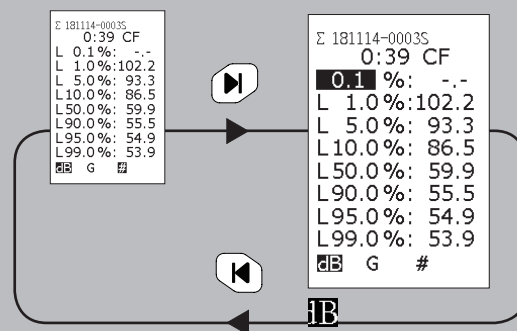 Σ 181114-0003S
0:39 CF
L 0.1%: -.-
L 1.0%:102.2
L 5.0%: 93.3
L10.0%: 86.5
L50.0%: 59.9
L90.0%: 55.5
L95.0%: 54.9
L99.0%: 53.9
dB G #
Σ 181114-0003S
0:39 CF
0.1 %: -.-
L 1.0%:102.2
L 5.0%: 93.3
L10.0%: 86.5
L50.0%: 59.9
L90.0%: 55.5
L95.0%: 54.9
L99.0%: 53.9
dB G #
dB